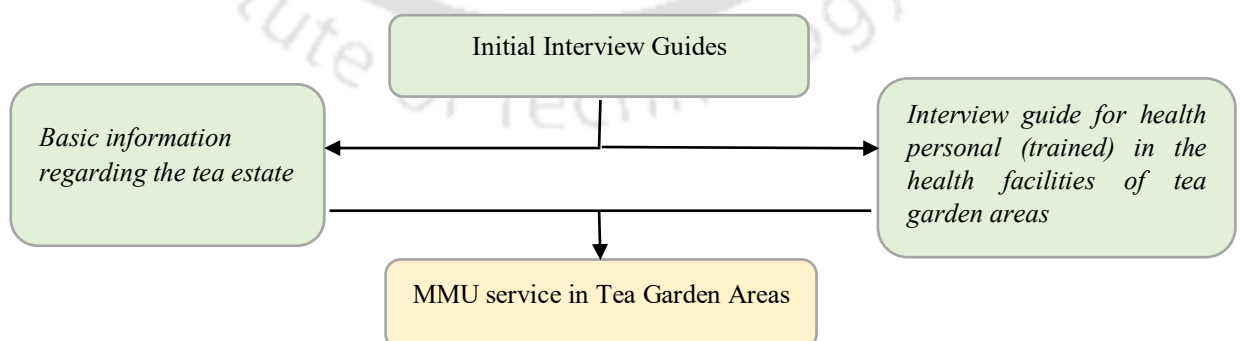 Initial Interview Guides
Basic information
regarding the tea estate
Interview guide for health
personal (trained) in the
health facilities of tea
garden areas
MMU service in Tea Garden Areas